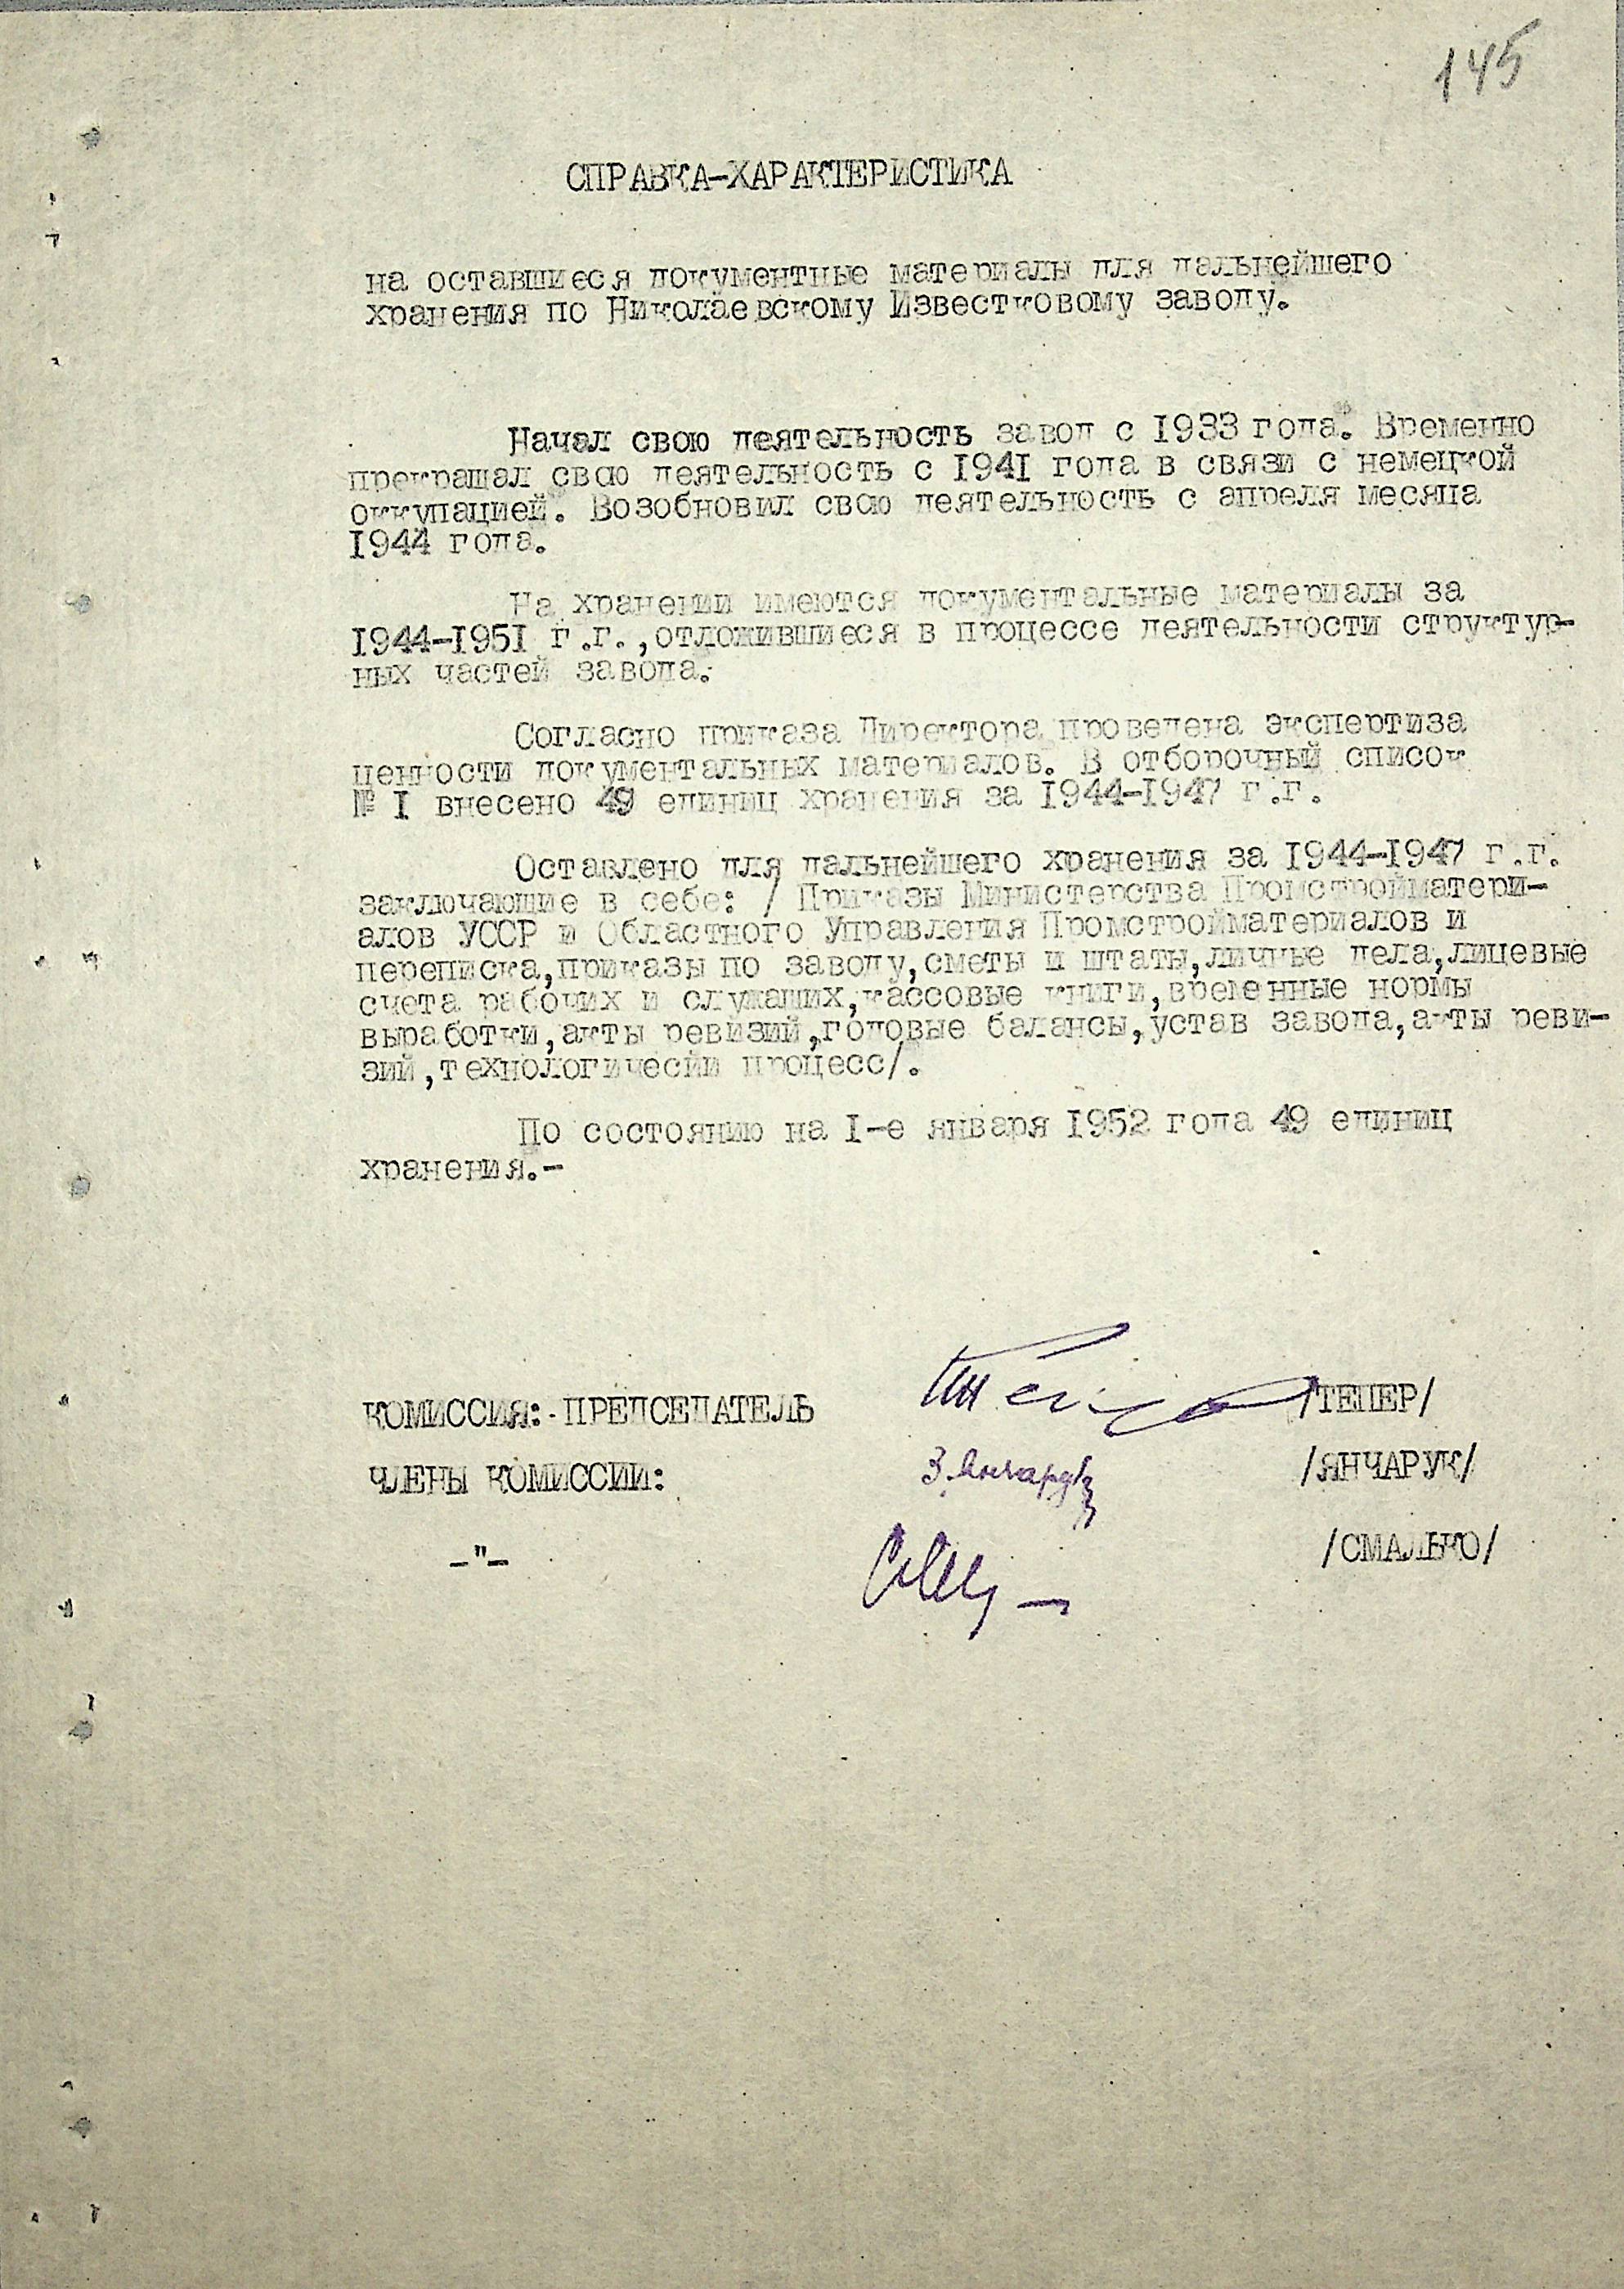 145
СПРАВКА-ХАРАКТЕРИСТИКА
на оставшиеся документные материалы для дальнейшего
хранения по Николаевскому Известковому заводу.
Начал свою деятельность завод с 1933 года. Временно
прекращал свою деятельность с 1941 года в связи с немецкой
оккупацией. Возобновил свою деятельность с апреля месяца
1944 года.
На хранении имеются документальные материалы за
1944-1951 г.г.,отложившиеся в процессе деятельности структур-
ных частей завода.
Согласно приказа Директора проведена экспертиза
ценности документальных материалов. В отборочный список
№ I внесено 49 единиц хранения за 1944-1947 г.г.
Оставлено для дальнейшего хранения за 1944-1947 г.г.
заключающие в себе: / Приказы Министерства Промстройматери-
алов УССР и Областного Управления Промстройматериалов и
переписка,приказы по заводу,сметы и штаты,личные дела,лицевые
счета рабочих и служащих,кассовые книги,временные нормы
выработки,акты ревизий,годовые балансы,устав завода,акты реви-
зий,технологичесйи процесс/.
По состоянию на I-е января 1952 года 49 единиц
хранения.-
КОМИССИЯ:-ПРЕДСЕДАТЕЛЬ /ТЕПЕР/
ЧЛЕНЫ КОМИССИИ: /ЯНЧАРУК/
-"- /СМАЛЬКО/